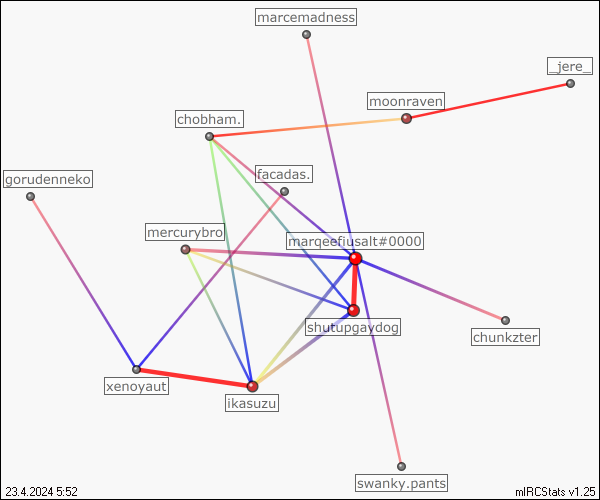 marcemadness
_jere_
moonraven
chobham.
facadas.
gorudenneko
mercurybro
marqeefiusalt#0000
shutupgaydog
chunkzter
xenoyaut
ikasuzu
swanky.pants
23.4.2024 5:52
mIRCStats v1.25